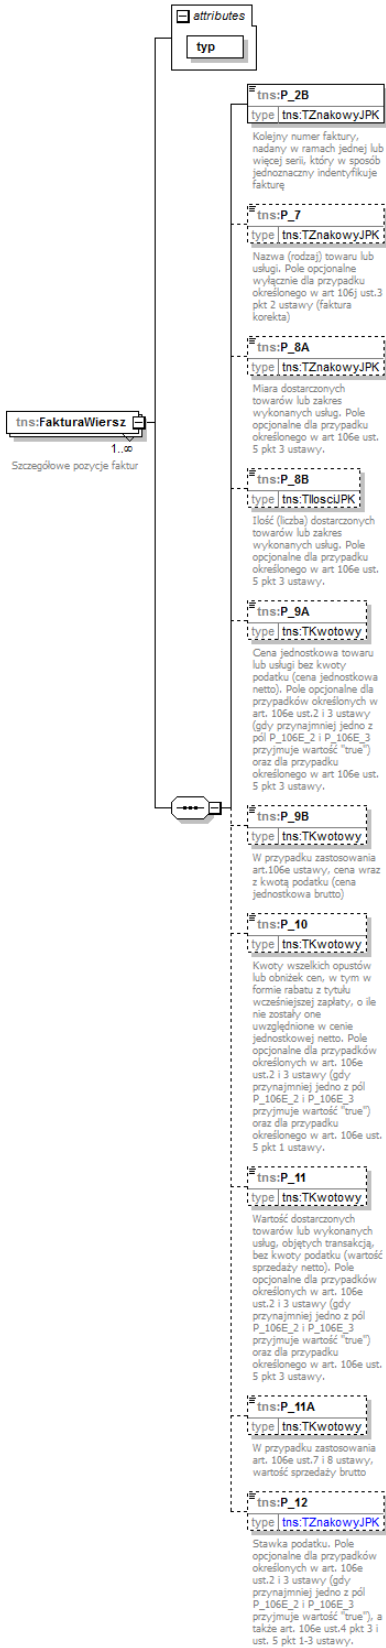 attributes
typ
tns:P_2B
type tns:TZnakowyJPK
Kolejny numer faktury,
nadany w ramach jednej lub
więcej serii, który w sposób
jednoznaczny indentyfikuje
fakturę
tns:P_7
type tns:TZnakowyJPK
Nazwa (rodzaj) towaru lub
usługi. Pole opcjonalne
wyłącznie dla przypadku
określonego w art 106j ust.3
pkt 2 ustawy (faktura
korekta)
tns:P_8A
type tns:TZnakowyJPK
Miara dostarczonych
towarów lub zakres
wykonanych usług. Pole
opcjonalne dla przypadku
określonego w art 106e ust.
5 pkt 3 ustawy.
tns:FakturaWiersz
1..∞
Szczegółowe pozycje faktur
tns:P_8B
type tns:TIlosciJPK
Ilość (liczba) dostarczonych
towarów lub zakres
wykonanych usług. Pole
opcjonalne dla przypadku
określonego w art 106e ust.
5 pkt 3 ustawy.
tns:P_9A
type tns:TKwotowy
Cena jednostkowa towaru
lub usługi bez kwoty
podatku (cena jednostkowa
netto). Pole opcjonalne dla
przypadków określonych w
art. 106e ust.2 i 3 ustawy
(gdy przynajmniej jedno z
pól P_106E_2 i P_106E_3
przyjmuje wartość "true")
oraz dla przypadku
określonego w art 106e ust.
5 pkt 3 ustawy.
tns:P_9B
type tns:TKwotowy
W przypadku zastosowania
art.106e ustawy, cena wraz
z kwotą podatku (cena
jednostkowa brutto)
tns:P_10
type tns:TKwotowy
Kwoty wszelkich opustów
lub obniżek cen, w tym w
formie rabatu z tytułu
wcześniejszej zapłaty, o ile
nie zostały one
uwzględnione w cenie
jednostkowej netto. Pole
opcjonalne dla przypadków
określonych w art. 106e
ust.2 i 3 ustawy (gdy
przynajmniej jedno z pól
P_106E_2 i P_106E_3
przyjmuje wartość "true")
oraz dla przypadku
określonego w art. 106e ust.
5 pkt 1 ustawy.
tns:P_11
type tns:TKwotowy
Wartość dostarczonych
towarów lub wykonanych
usług, objętych transakcją,
bez kwoty podatku (wartość
sprzedaży netto). Pole
opcjonalne dla przypadków
określonych w art. 106e
ust.2 i 3 ustawy (gdy
przynajmniej jedno z pól
P_106E_2 i P_106E_3
przyjmuje wartość "true")
oraz dla przypadku
określonego w art. 106e ust.
5 pkt 3 ustawy.
tns:P_11A
type tns:TKwotowy
W przypadku zastosowania
art. 106e ust.7 i 8 ustawy,
wartość sprzedaży brutto
tns:P_12
type tns:TZnakowyJPK
Stawka podatku. Pole
opcjonalne dla przypadków
określonych w art. 106e
ust.2 i 3 ustawy (gdy
przynajmniej jedno z pól
P_106E_2 i P_106E_3
przyjmuje wartość "true"), a
także art. 106e ust.4 pkt 3 i
ust. 5 pkt 1-3 ustawy.